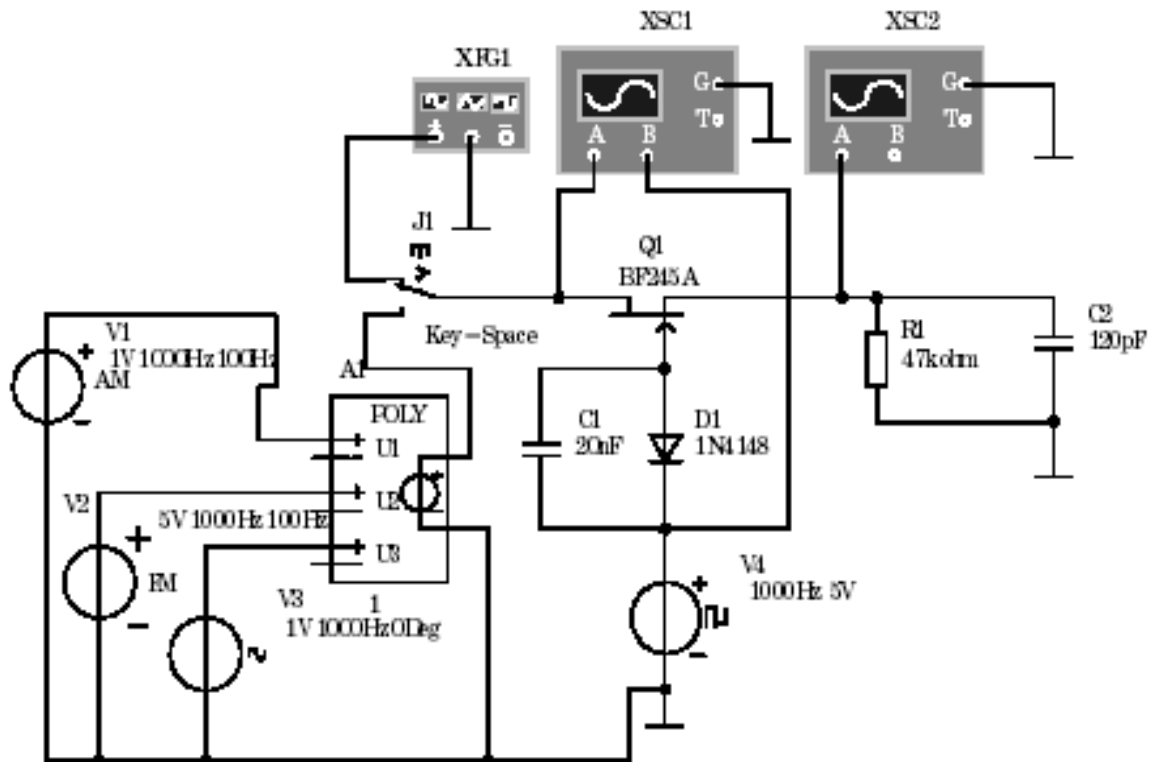 XSC1
XSC2
XFG1
G
T
A B
G
T
A B
J1
Q1
BF245A
V1
1V 1000Hz 100Hz
AM
Key=Space
R1
47kohm
C2
120pF
A1
POLY
U1
C1
20nF
D1
1N4148
V2
5V 1000Hz 100Hz
U2
FM
U3
V3
1V 1000Hz 0Deg
1
V4
1000Hz 5V